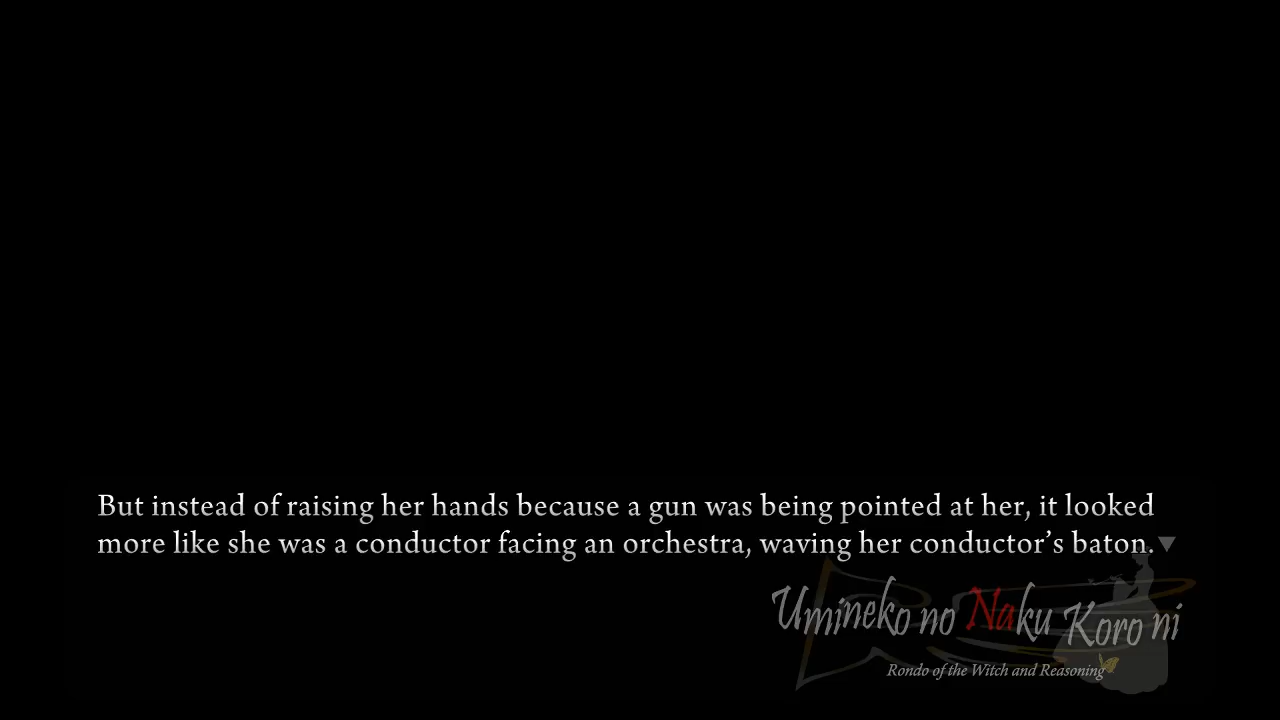 But instead of raising her hands because a gun was being pointed at her, it looked
more like she was a conductor facing an orchestra, waving her conductor’s baton.
Umineko no Naku Koro ni
Rondo of the Witch and Reasoning